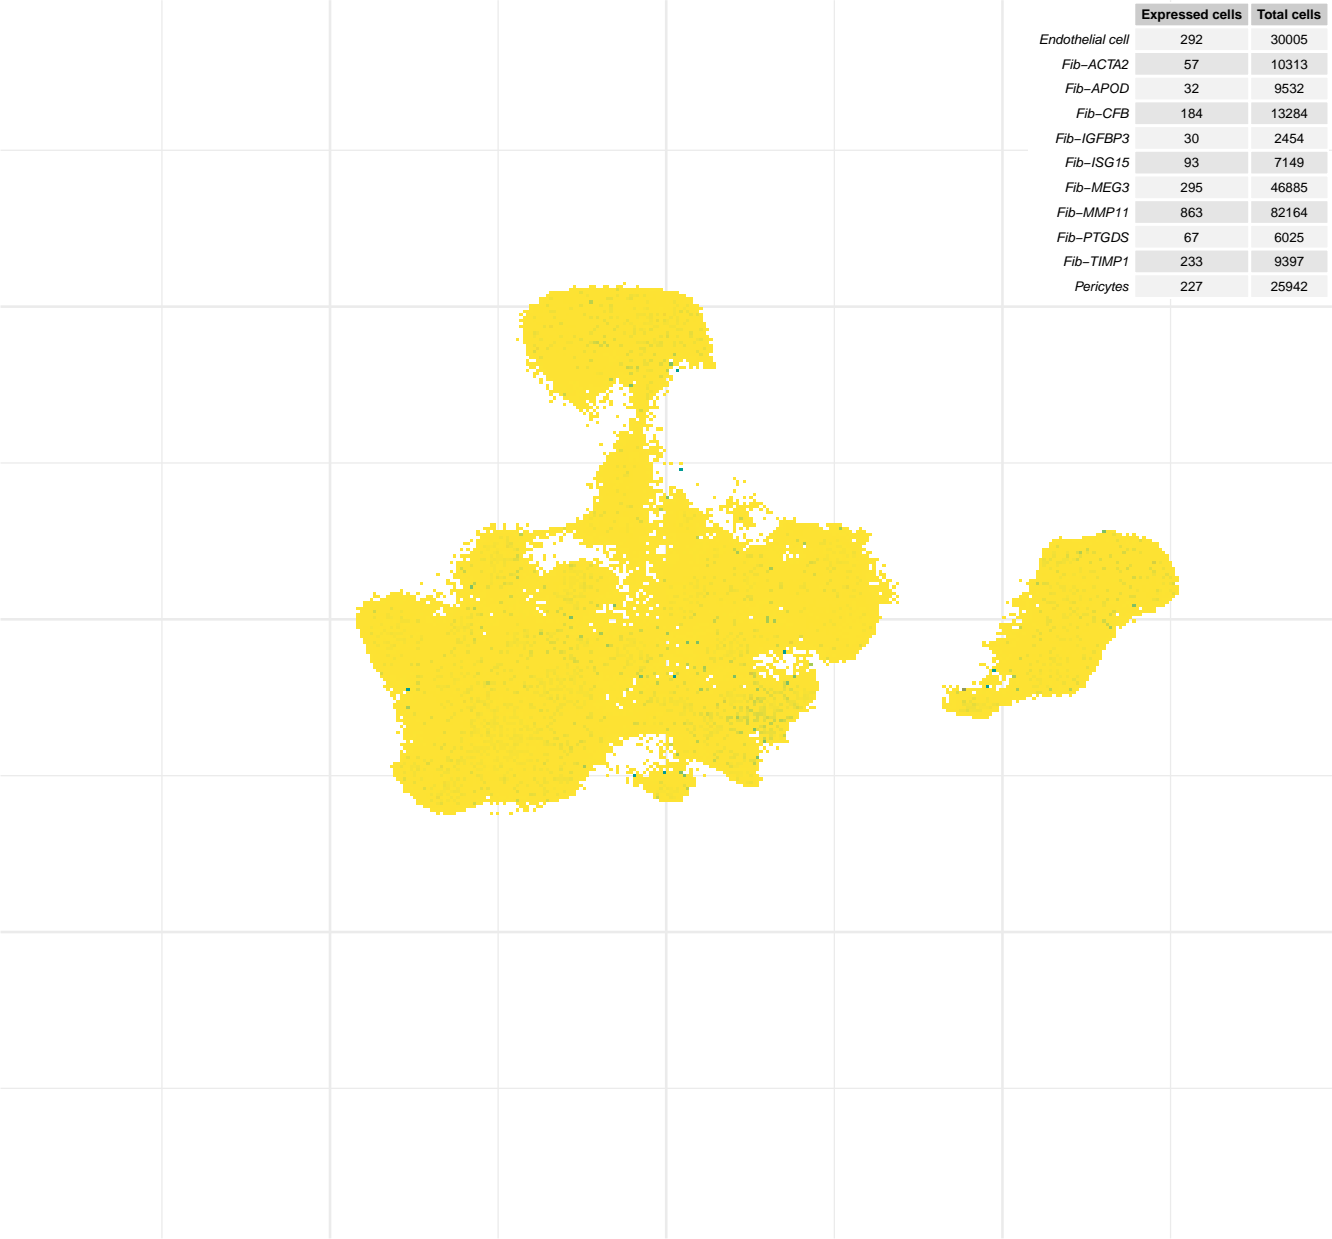 Expressed cells Total cells
Endothelial cell 292 30005
Fib−ACTA2 57 10313
Fib−APOD 32 9532
Fib−CFB 184 13284
Fib−IGFBP3 30 2454
Fib−ISG15 93 7149
Fib−MEG3 295 46885
Fib−MMP11 863 82164
Fib−PTGDS 67 6025
Fib−TIMP1 233 9397
Pericytes 227 25942